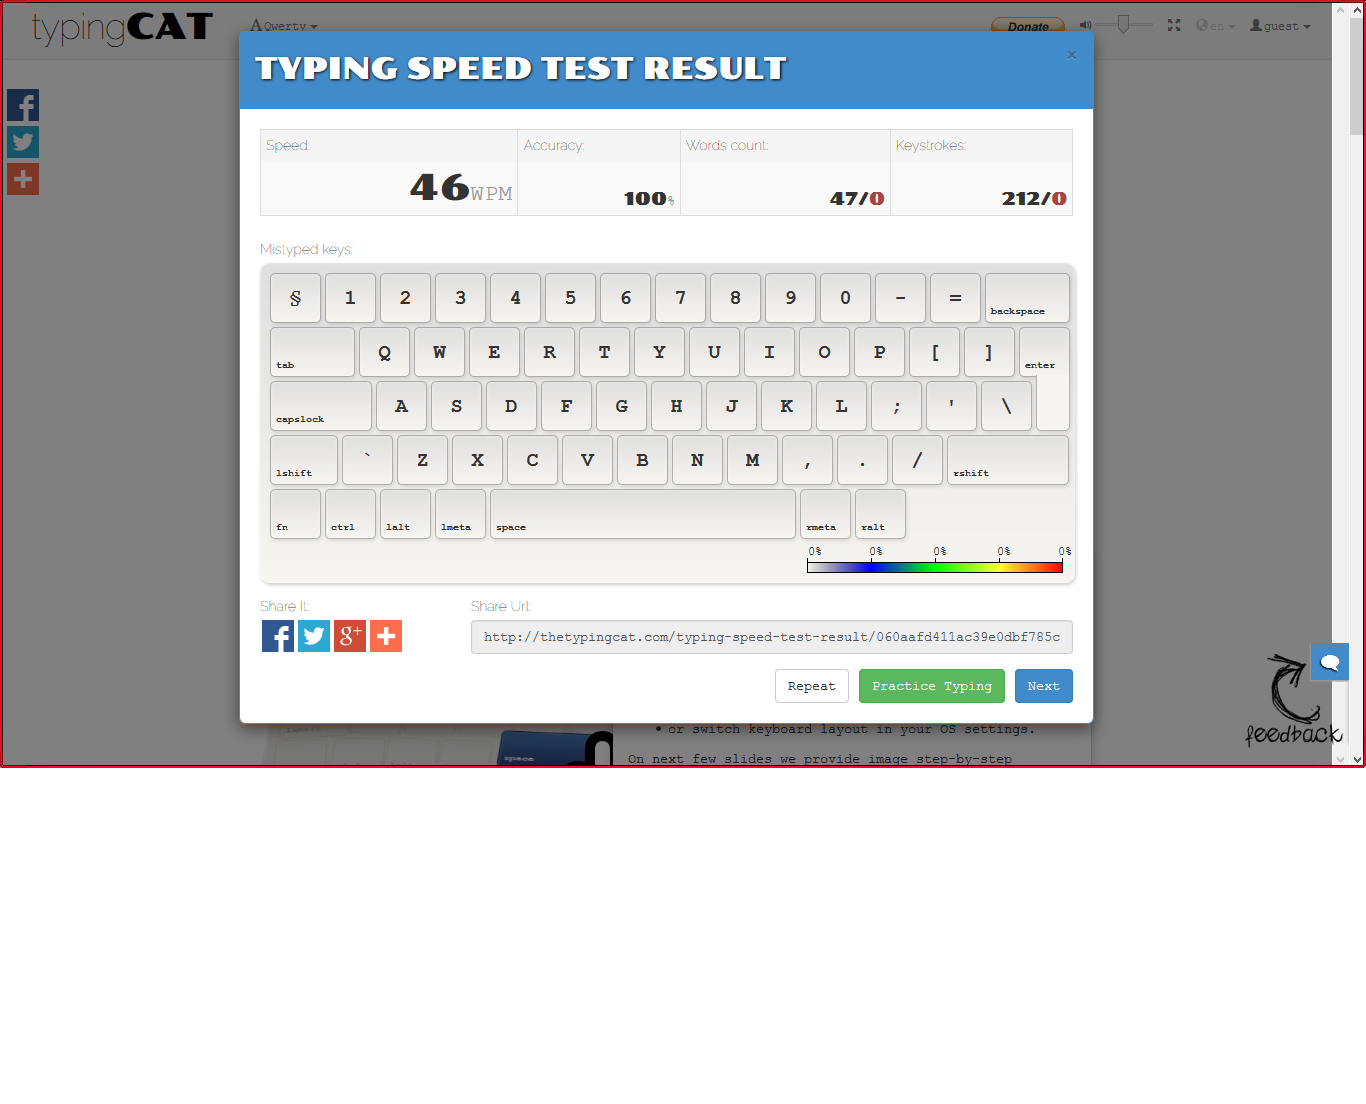 typingCAT
A Qwerty
Donate
en
guest
TYPING SPEED TEST RESULT
×
Speed:
Accuracy:
Words count:
Keystrokes:
46WPM
100%
47/0
212/0
Mistyped keys:
§ 1 2 3 4 5 6 7 8 9 0 - = backspace
tab Q W E R T Y U I O P [ ] enter
capslock A S D F G H J K L ; ' \
lshift ` Z X C V B N M , . / rshift
fn ctrl lalt lmeta space rmeta ralt
0% 0% 0% 0% 0%
Share It:
Share Url:
f
g+
http://thetypingcat.com/typing-speed-test-result/060aafd411ac39e0dbf785c
Repeat
Practice Typing
Next
• or switch keyboard layout in your OS settings.
space
On next few slides we provide image step-by-step
feedback